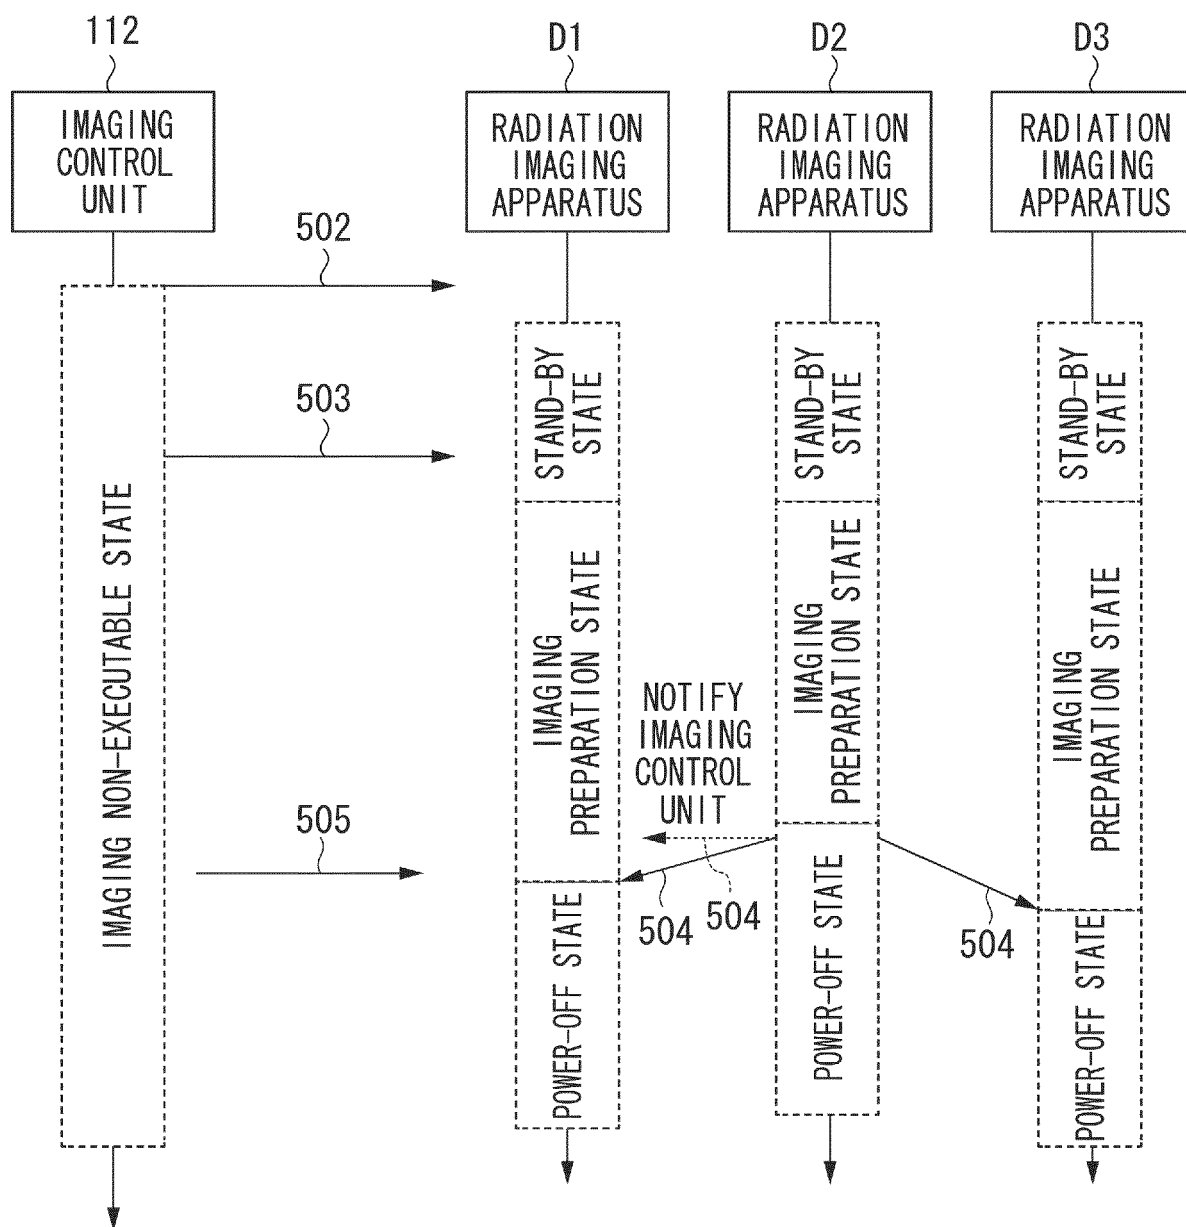 112
D1
D2
D3
IMAGING
CONTROL
UNIT
RADIATION
IMAGING
APPARATUS
RADIATION
IMAGING
APPARATUS
RADIATION
IMAGING
APPARATUS
502
503
505
IMAGING NON-EXECUTABLE STATE
STAND-BY
STATE
IMAGING
PREPARATION STATE
POWER-OFF STATE
NOTIFY
IMAGING
CONTROL
UNIT
504
504
STAND-BY
STATE
IMAGING
PREPARATION STATE
POWER-OFF STATE
504
STAND-BY
STATE
IMAGING
PREPARATION STATE
POWER-OFF STATE